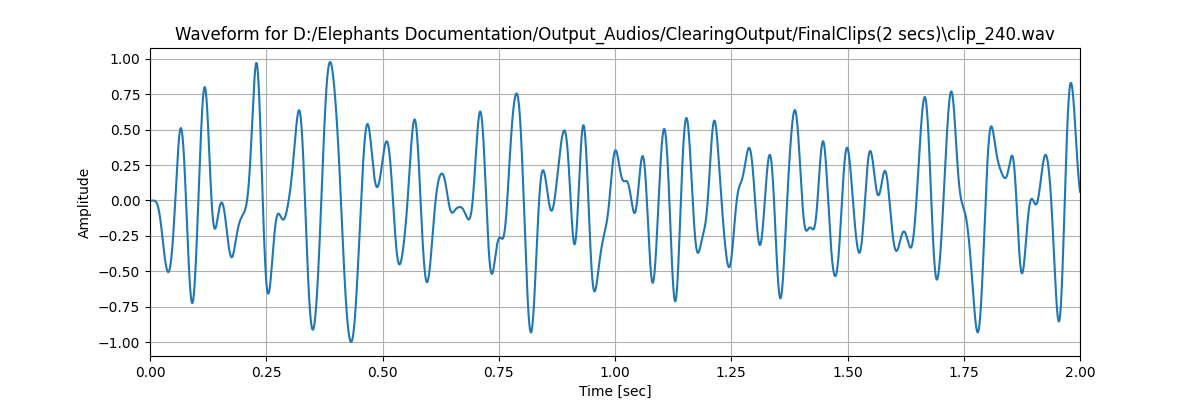 Waveform for D:/Elephants Documentation/Output_Audios/ClearingOutput/FinalClips(2 secs)\clip_240.wav
1.00
0.75
0.50
0.25
0.00
−0.25
−0.50
−0.75
−1.00
Amplitude
0.00 0.25 0.50 0.75 1.00 1.25 1.50 1.75 2.00
Time [sec]